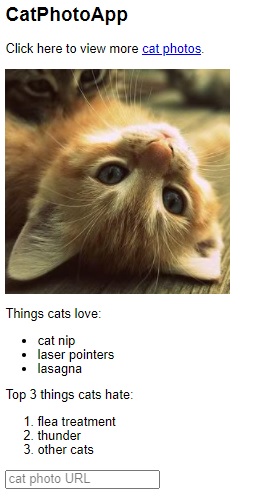 CatPhotoApp
Click here to view more cat photos.
Things cats love:
• cat nip
• laser pointers
• lasagna
Top 3 things cats hate:
1. flea treatment
2. thunder
3. other cats
cat photo URL